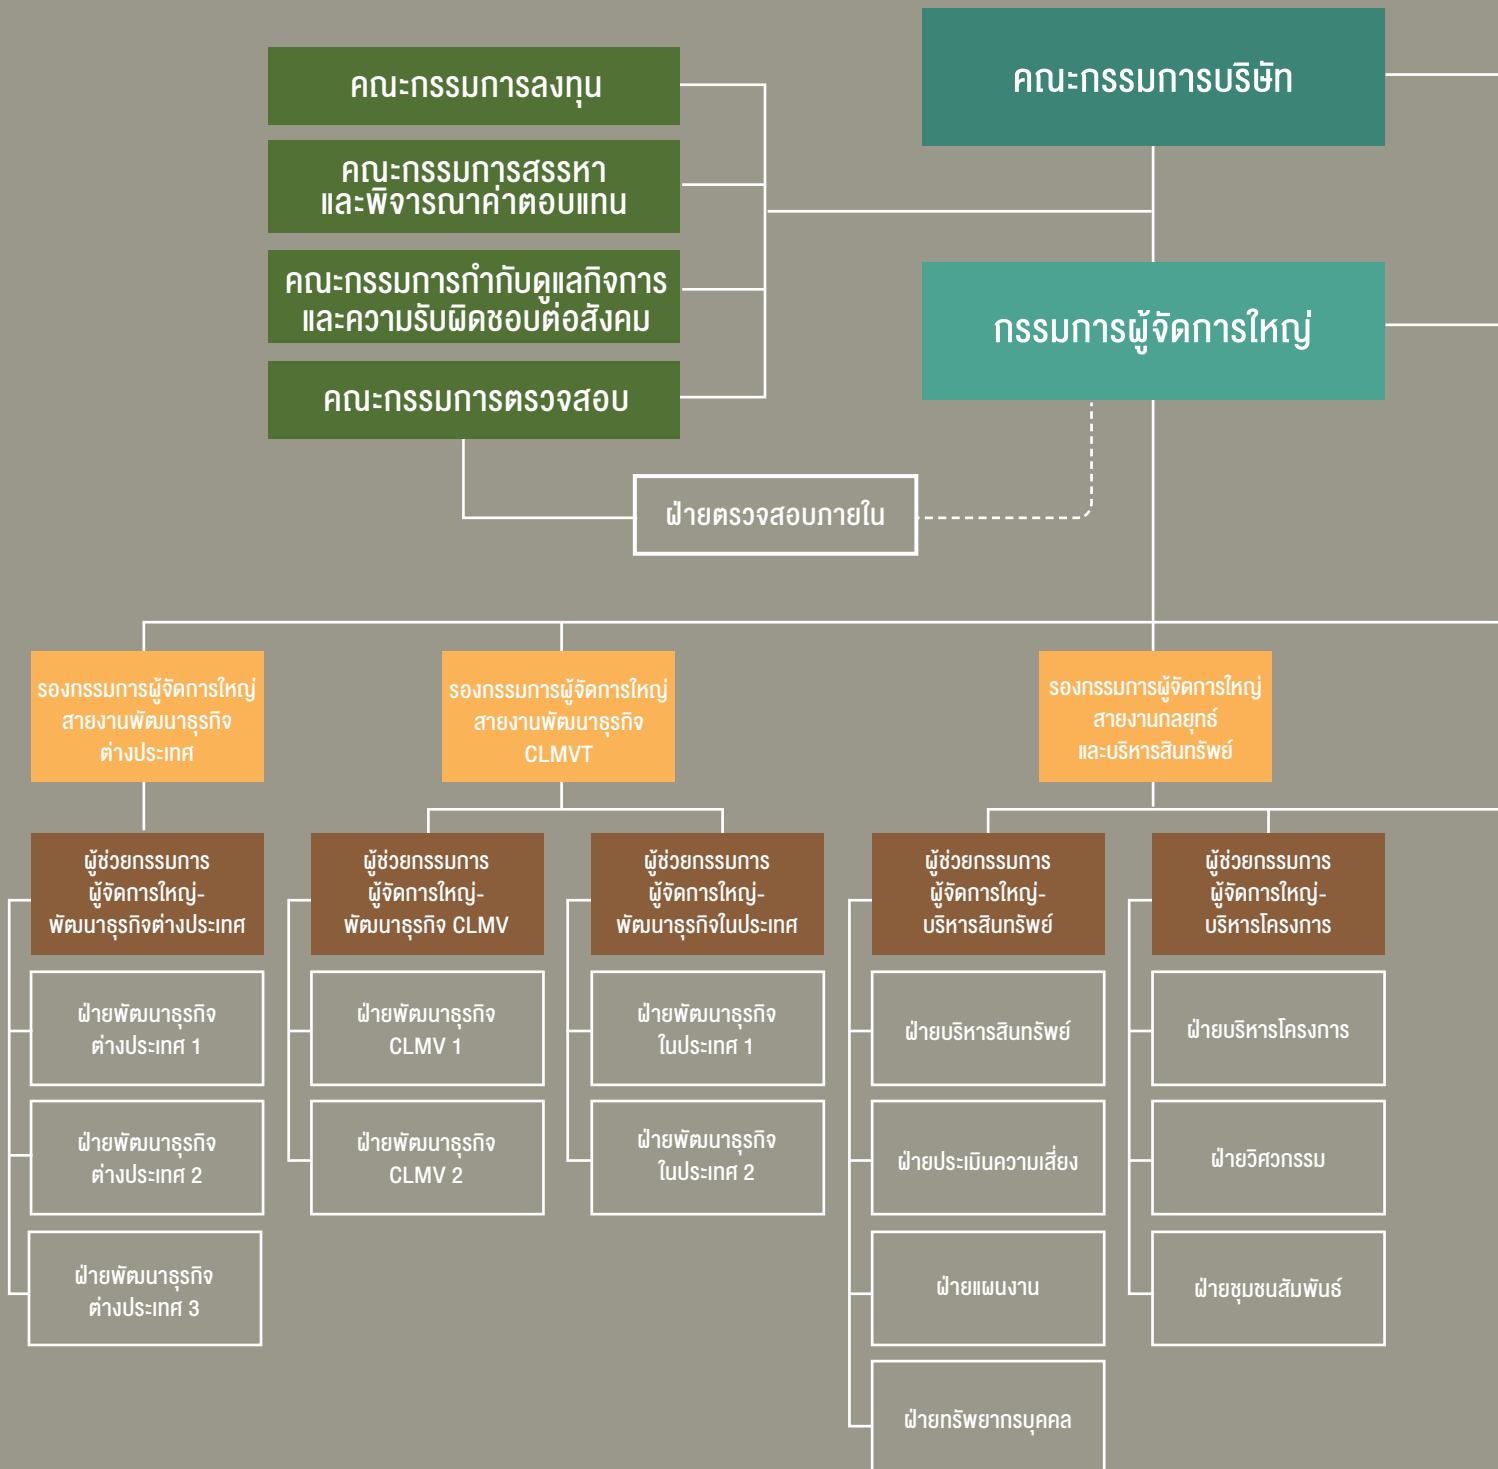 คณะกรรมการบริษัท
คณะกรรมการลงทุน
คณะกรรมการสรรหา
และพิจารณาค่าตอบแทน
คณะกรรมการกำกับดูแลกิจการ
และความรับผิดชอบต่อสังคม
คณะกรรมการตรวจสอบ
กรรมการผู้จัดการใหญ่
ฝ่ายตรวจสอบภายใน
รองกรรมการผู้จัดการใหญ่
สายงานพัฒนาธุรกิจ
ต่างประเทศ
รองกรรมการผู้จัดการใหญ่
สายงานพัฒนาธุรกิจ
CLMVT
รองกรรมการผู้จัดการใหญ่
สายงานกลยุทธ์
และบริหารสินทรัพย์
ผู้ช่วยกรรมการ
ผู้จัดการใหญ่-
พัฒนาธุรกิจต่างประเทศ
ผู้ช่วยกรรมการ
ผู้จัดการใหญ่-
พัฒนาธุรกิจ CLMV
ผู้ช่วยกรรมการ
ผู้จัดการใหญ่-
พัฒนาธุรกิจในประเทศ
ผู้ช่วยกรรมการ
ผู้จัดการใหญ่-
บริหารสินทรัพย์
ผู้ช่วยกรรมการ
ผู้จัดการใหญ่-
บริหารโครงการ
ฝ่ายพัฒนาธุรกิจ
ต่างประเทศ 1
ฝ่ายพัฒนาธุรกิจ
CLMV 1
ฝ่ายพัฒนาธุรกิจ
ในประเทศ 1
ฝ่ายบริหารสินทรัพย์
ฝ่ายบริหารโครงการ
ฝ่ายพัฒนาธุรกิจ
ต่างประเทศ 2
ฝ่ายพัฒนาธุรกิจ
CLMV 2
ฝ่ายพัฒนาธุรกิจ
ในประเทศ 2
ฝ่ายประเมินความเสี่ยง
ฝ่ายวิศวกรรม
ฝ่ายพัฒนาธุรกิจ
ต่างประเทศ 3
ฝ่ายแผนงาน
ฝ่ายชุมชนสัมพันธ์
ฝ่ายทรัพยากรบุคคล